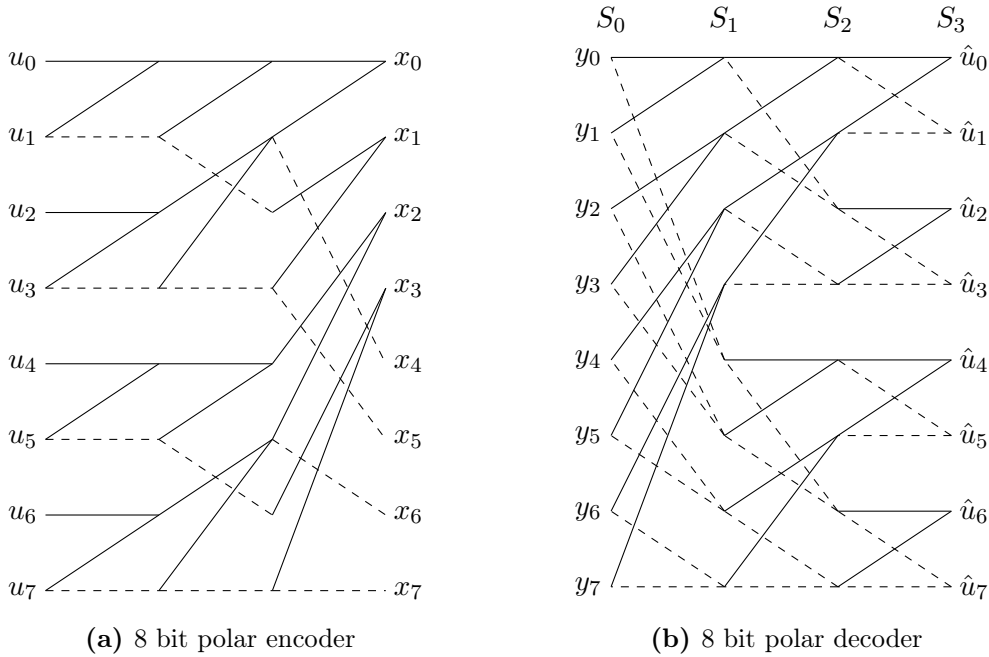 S₀ S₁ S₂ S₃
u₀ x₀
u₁ x₁
u₂ x₂
u₃ x₃
u₄ x₄
u₅ x₅
u₆ x₆
u₇ x₇
(a) 8 bit polar encoder
y₀ û₀
y₁ û₁
y₂ û₂
y₃ û₃
y₄ û₄
y₅ û₅
y₆ û₆
y₇ û₇
(b) 8 bit polar decoder